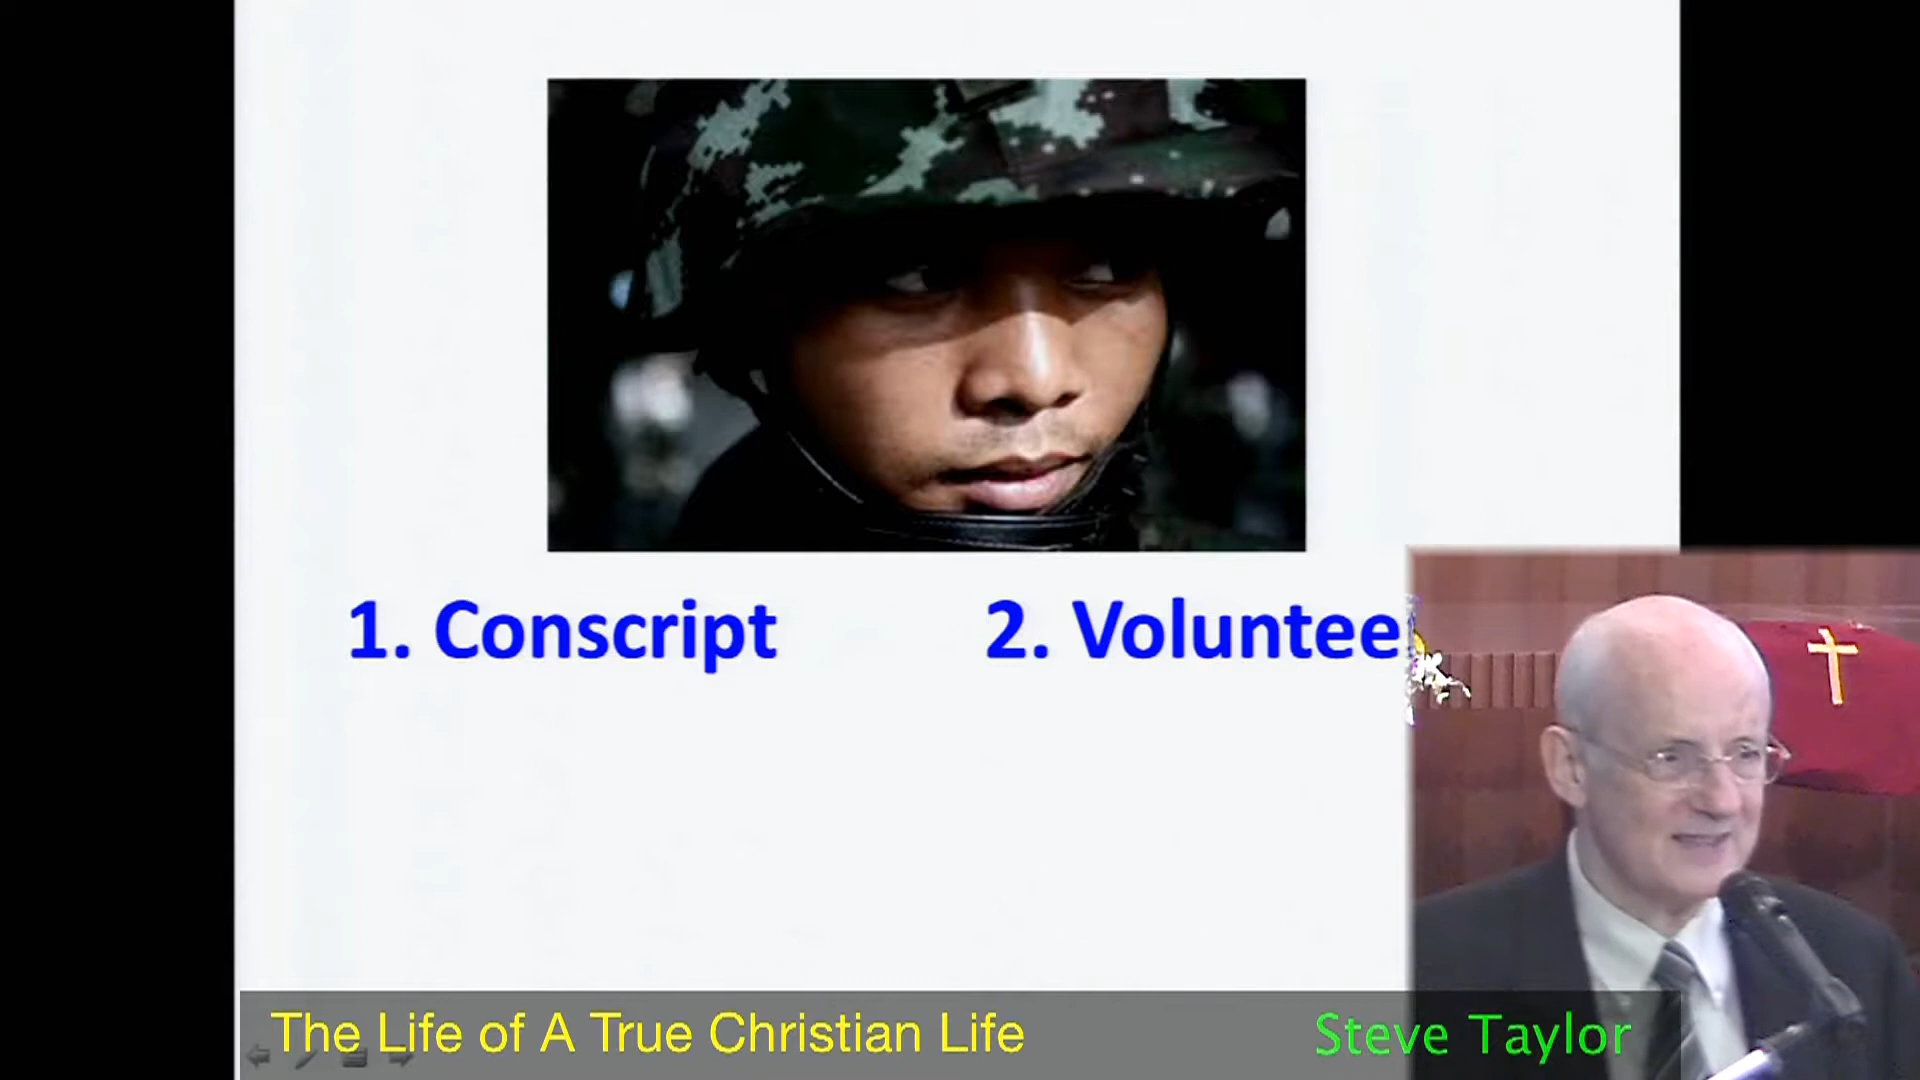 1. Conscript 2. Voluntee
The Life of A True Christian Life Steve Taylor